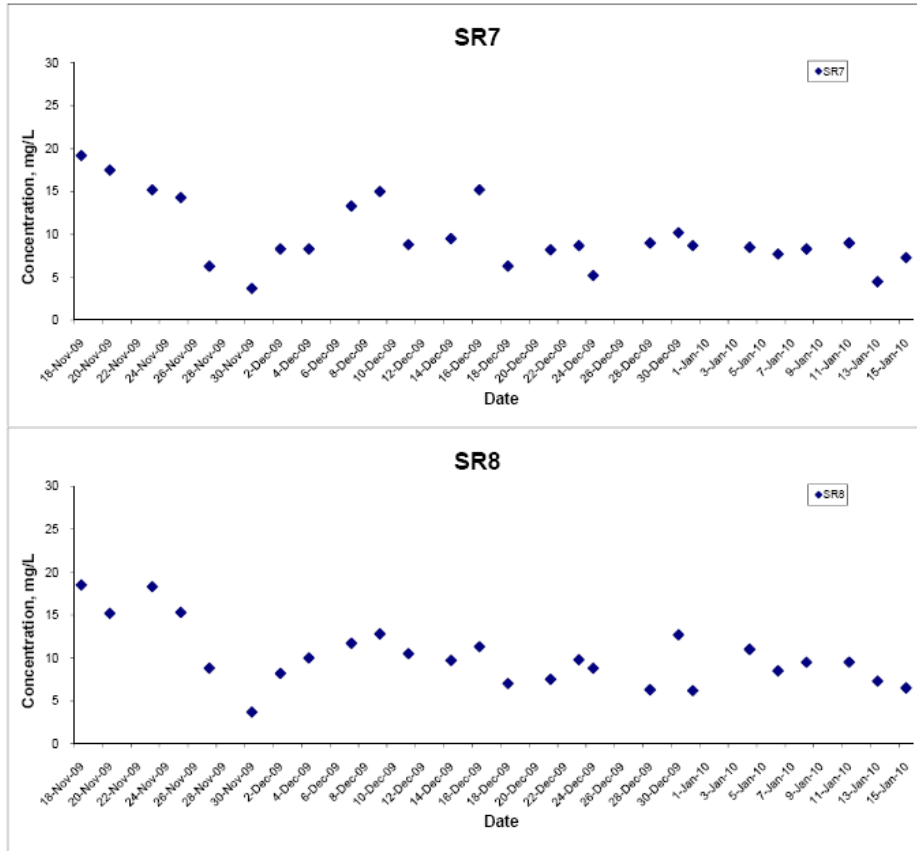 SR7
30
25
20
15
10
5
0
Concentration, mg/L
SR7
18-Nov-09
20-Nov-09
22-Nov-09
24-Nov-09
26-Nov-09
28-Nov-09
30-Nov-09
2-Dec-09
4-Dec-09
6-Dec-09
8-Dec-09
10-Dec-09
12-Dec-09
14-Dec-09
16-Dec-09
18-Dec-09
20-Dec-09
22-Dec-09
24-Dec-09
26-Dec-09
28-Dec-09
30-Dec-09
1-Jan-10
3-Jan-10
5-Jan-10
7-Jan-10
9-Jan-10
11-Jan-10
13-Jan-10
15-Jan-10
Date
SR8
30
25
20
15
10
5
0
Concentration, mg/L
SR8
18-Nov-09
20-Nov-09
22-Nov-09
24-Nov-09
26-Nov-09
28-Nov-09
30-Nov-09
2-Dec-09
4-Dec-09
6-Dec-09
8-Dec-09
10-Dec-09
12-Dec-09
14-Dec-09
16-Dec-09
18-Dec-09
20-Dec-09
22-Dec-09
24-Dec-09
26-Dec-09
28-Dec-09
30-Dec-09
1-Jan-10
3-Jan-10
5-Jan-10
7-Jan-10
9-Jan-10
11-Jan-10
13-Jan-10
15-Jan-10
Date